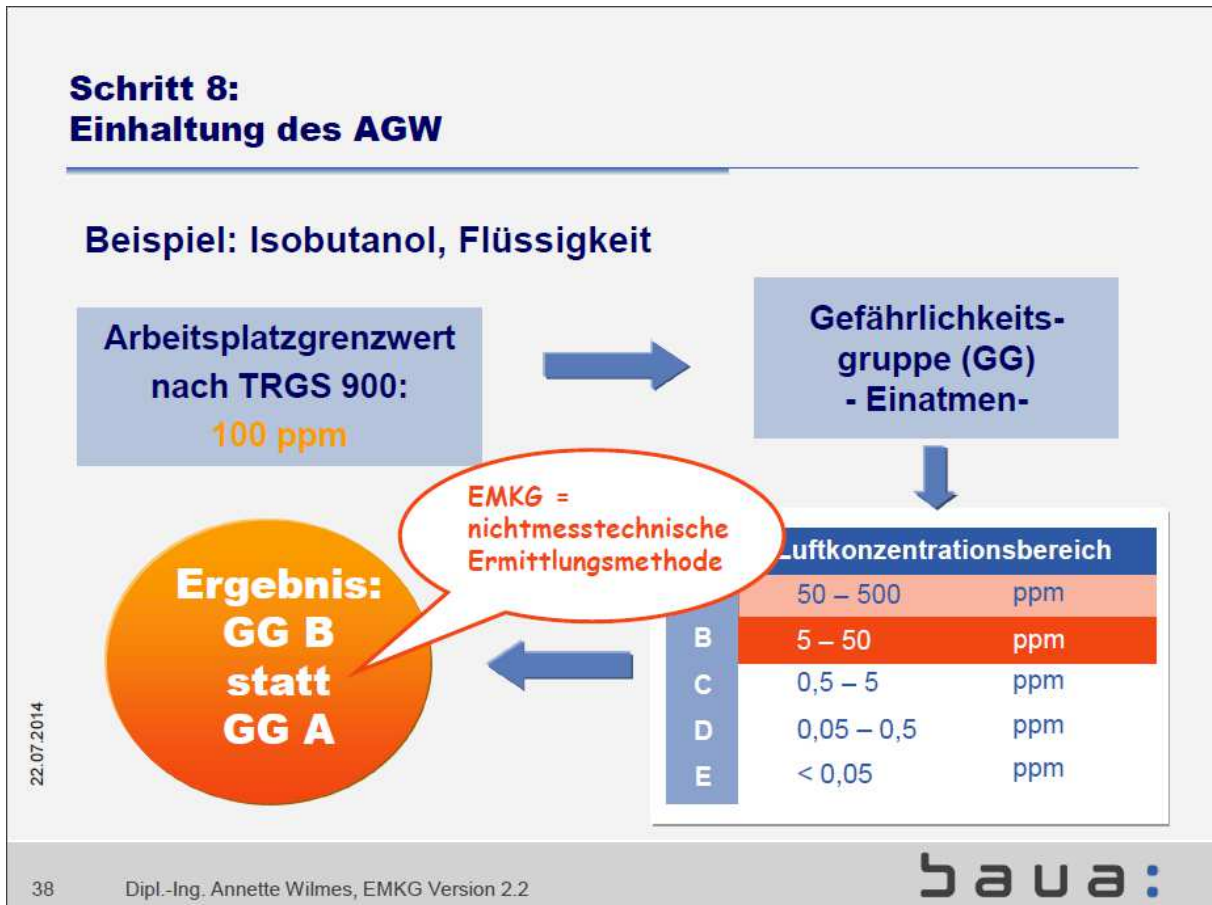 Schritt 8:
Einhaltung des AGW
Beispiel: Isobutanol, Flüssigkeit
Arbeitsplatzgrenzwert
nach TRGS 900:
100 ppm
Gefährlichkeits-
gruppe (GG)
- Einatmen-
EMKG =
nichtmesstechnische
Ermittlungsmethode
Ergebnis:
GG B
statt
GG A
Luftkonzentrationsbereich
50 – 500 ppm
B 5 – 50 ppm
C 0,5 – 5 ppm
D 0,05 – 0,5 ppm
E < 0,05 ppm
22.07.2014
38 Dipl.-Ing. Annette Wilmes, EMKG Version 2.2
baua: